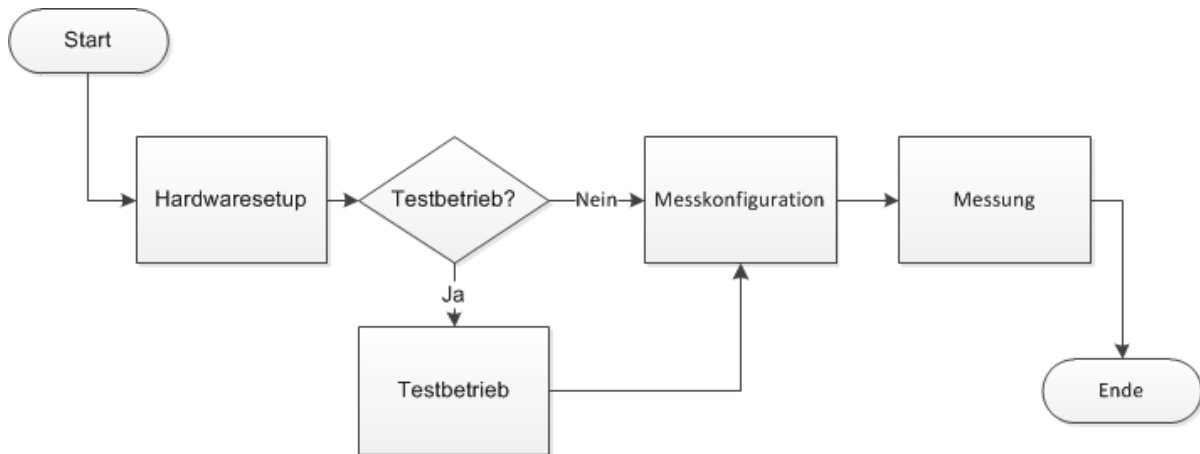 Start
Hardwaresetup
Testbetrieb?
Nein
Messkonfiguration
Messung
Ja
Testbetrieb
Ende